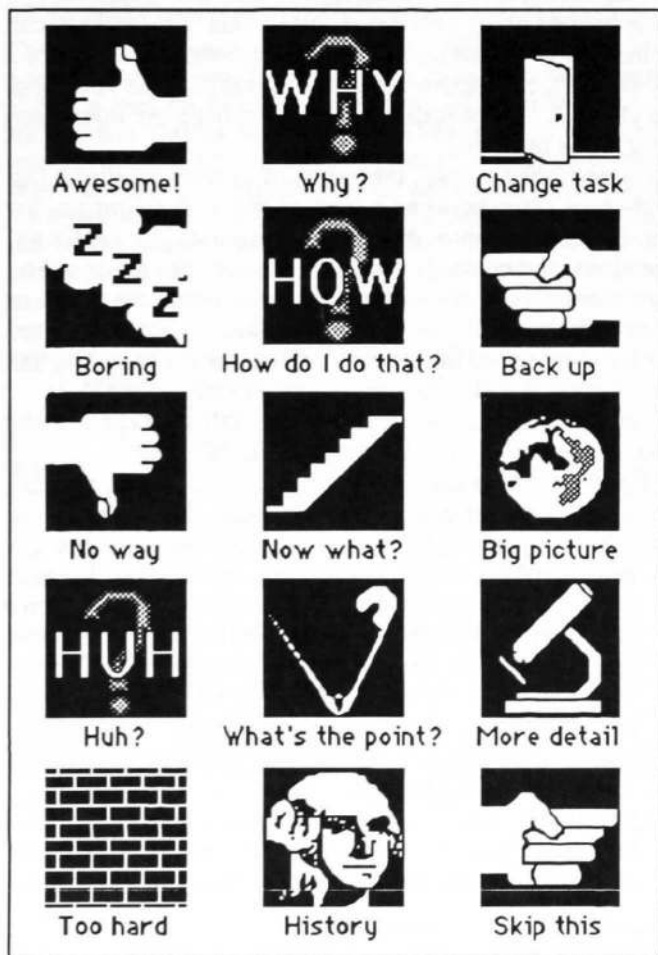 WHY
Awesome! Why? Change task
Z
Z
Z
HOW
Boring How do I do that? Back up
No way Now what? Big picture
HUH
Huh? What's the point? More detail
Too hard History Skip this